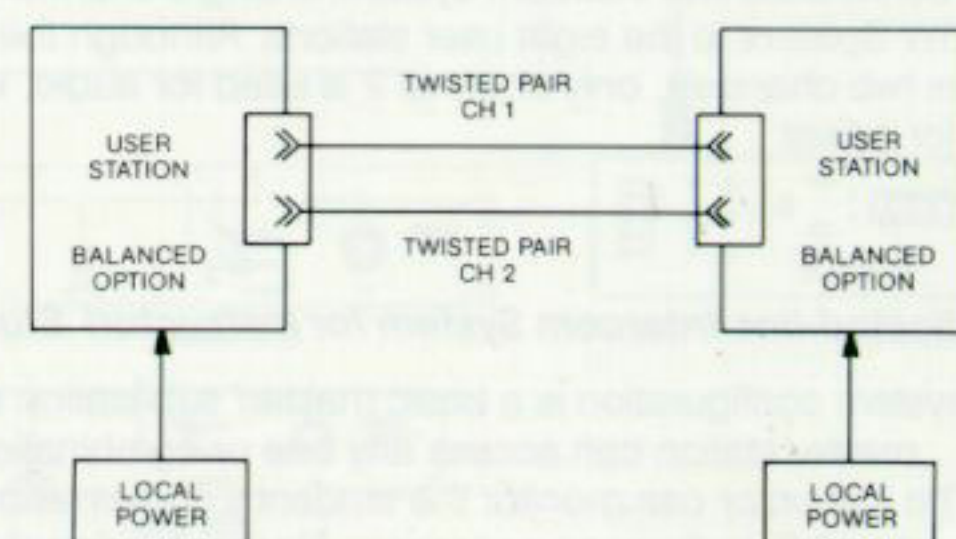 TWISTED PAIR
CH 1
USER
STATION
USER
STATION
TWISTED PAIR
CH 2
BALANCED
OPTION
BALANCED
OPTION
LOCAL
POWER
LOCAL
POWER